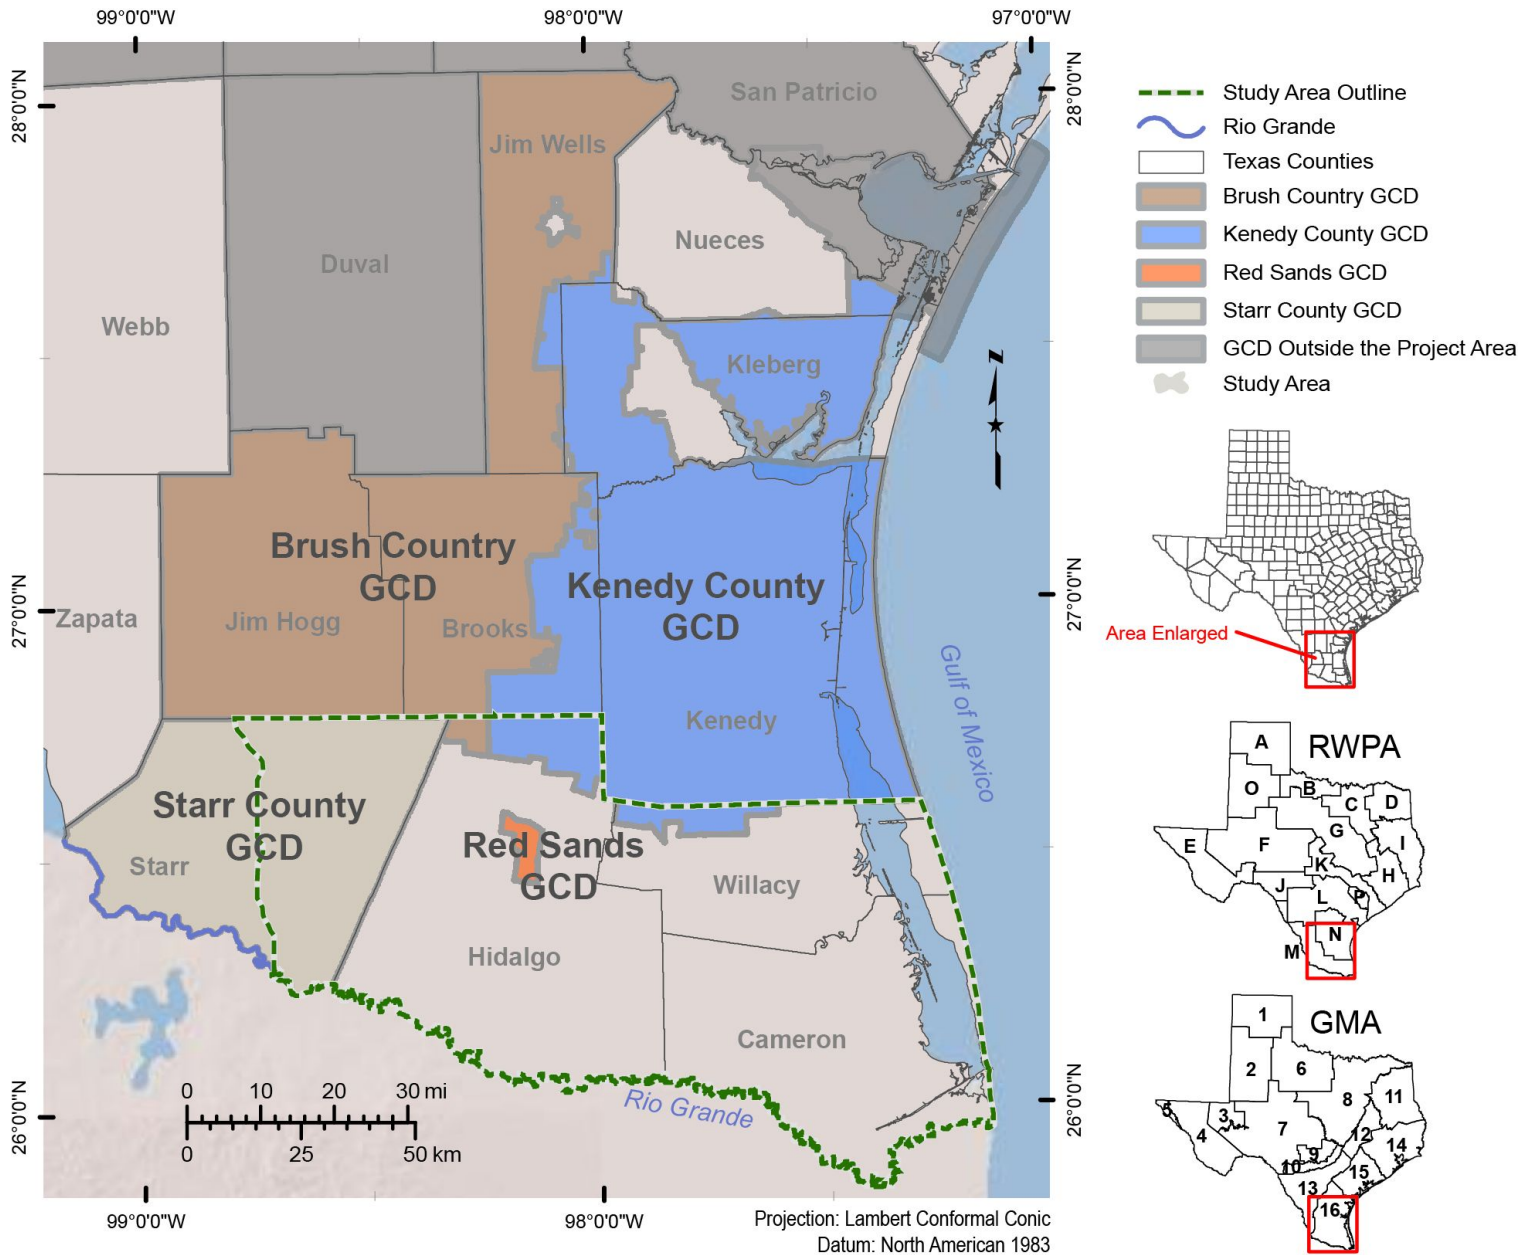 99°0'0"W
98°0'0"W
97°0'0"W
28°0'0"N
28°0'0"N
27°0'0"N
27°0'0"N
26°0'0"N
26°0'0"N
99°0'0"W
98°0'0"W
San Patricio
Jim Wells
Nueces
Duval
Webb
Kleberg
Brush Country
GCD
Kenedy County
GCD
Zapata
Jim Hogg
Brooks
Kenedy
Gulf of Mexico
Starr County
GCD
Starr
Red Sands
GCD
Willacy
Hidalgo
Cameron
Rio Grande
0 10 20 30 mi
0 25 50 km
Projection: Lambert Conformal Conic
Datum: North American 1983
N
Study Area Outline
Rio Grande
Texas Counties
Brush Country GCD
Kenedy County GCD
Red Sands GCD
Starr County GCD
GCD Outside the Project Area
Study Area
Area Enlarged
RWPA
A
O
B
C
D
E
F
G
I
K
H
J
L
P
N
M
GMA
1
2
6
8
11
5
3
4
7
12
14
9
10
15
13
16